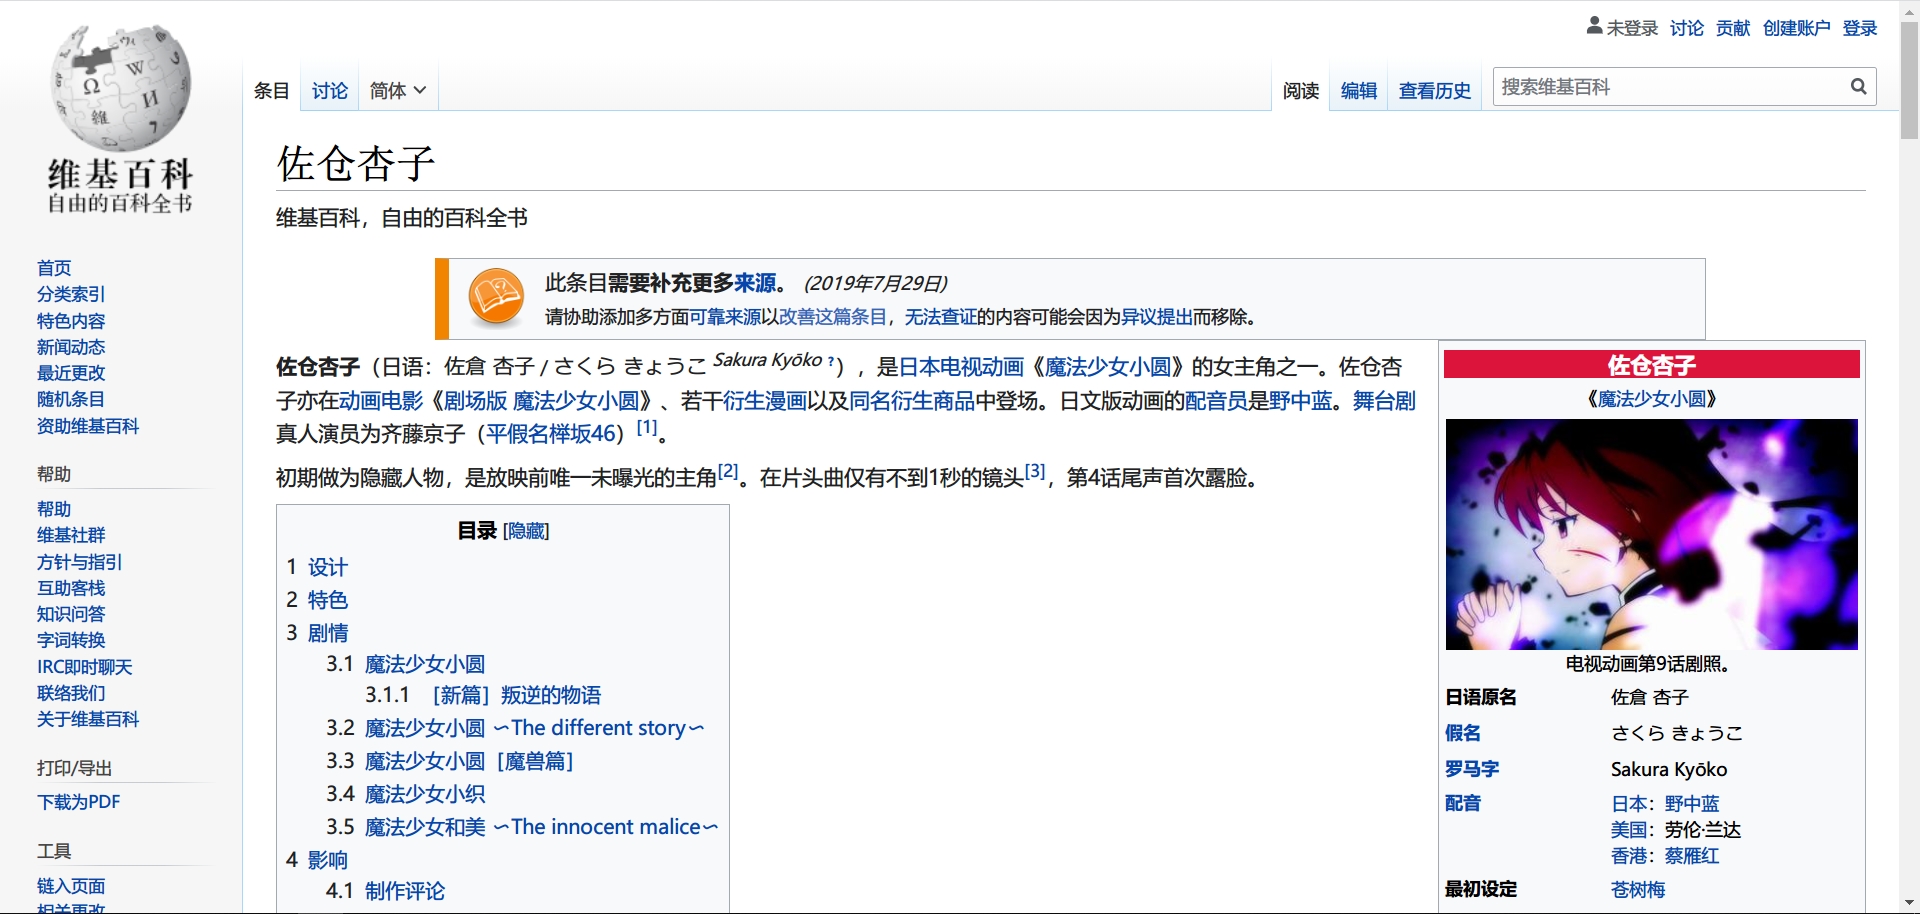 未登录 讨论 贡献 创建账户 登录
条目 讨论 简体 阅读 编辑 查看历史 搜索维基百科
维基百科
自由的百科全书
首页
分类索引
特色内容
新闻动态
最近更改
随机条目
资助维基百科
帮助
帮助
维基社群
方针与指引
互助客栈
知识问答
字词转换
IRC即时聊天
联络我们
关于维基百科
打印/导出
下载为PDF
工具
链入页面
相关更改
佐仓杏子
维基百科，自由的百科全书
此条目需要补充更多来源。 (2019年7月29日)
请协助添加多方面可靠来源以改善这篇条目，无法查证的内容可能会因为异议提出而移除。
佐仓杏子（日语：佐倉 杏子 / さくら きょうこ Sakura Kyōko ?），是日本电视动画《魔法少女小圆》的女主角之一。佐仓杏
子亦在动画电影《剧场版 魔法少女小圆》、若干衍生漫画以及同名衍生商品中登场。日文版动画的配音员是野中蓝。舞台剧
真人演员为齐藤京子（平假名榉坂46）[1]。
初期做为隐藏人物，是放映前唯一未曝光的主角[2]。在片头曲仅有不到1秒的镜头[3]，第4话尾声首次露脸。
目录 [隐藏]
1 设计
2 特色
3 剧情
3.1 魔法少女小圆
3.1.1 ［新篇］叛逆的物语
3.2 魔法少女小圆 ∽The different story∽
3.3 魔法少女小圆［魔兽篇］
3.4 魔法少女小织
3.5 魔法少女和美 ∽The innocent malice∽
4 影响
4.1 制作评论
佐仓杏子
《魔法少女小圆》
电视动画第9话剧照。
日语原名 佐倉 杏子
假名 さくら きょうこ
罗马字 Sakura Kyōko
配音 日本：野中蓝
美国：劳伦·兰达
香港：蔡雁红
最初设定 苍树梅